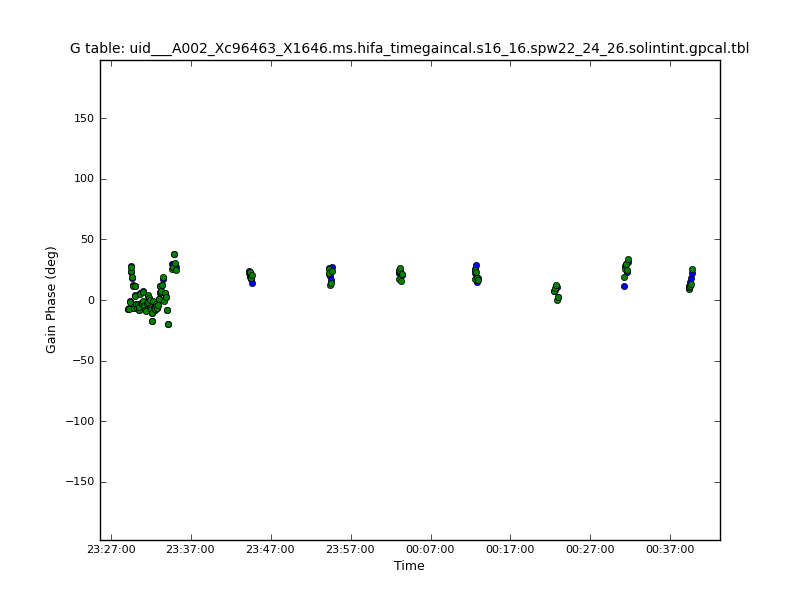 G table: uid___A002_Xc96463_X1646.ms.hifa_timegaincal.s16_16.spw22_24_26.solintint.gpcal.tbl
150
100
50
0
−50
−100
−150
Gain Phase (deg)
23:27:00 23:37:00 23:47:00 23:57:00 00:07:00 00:17:00 00:27:00 00:37:00
Time